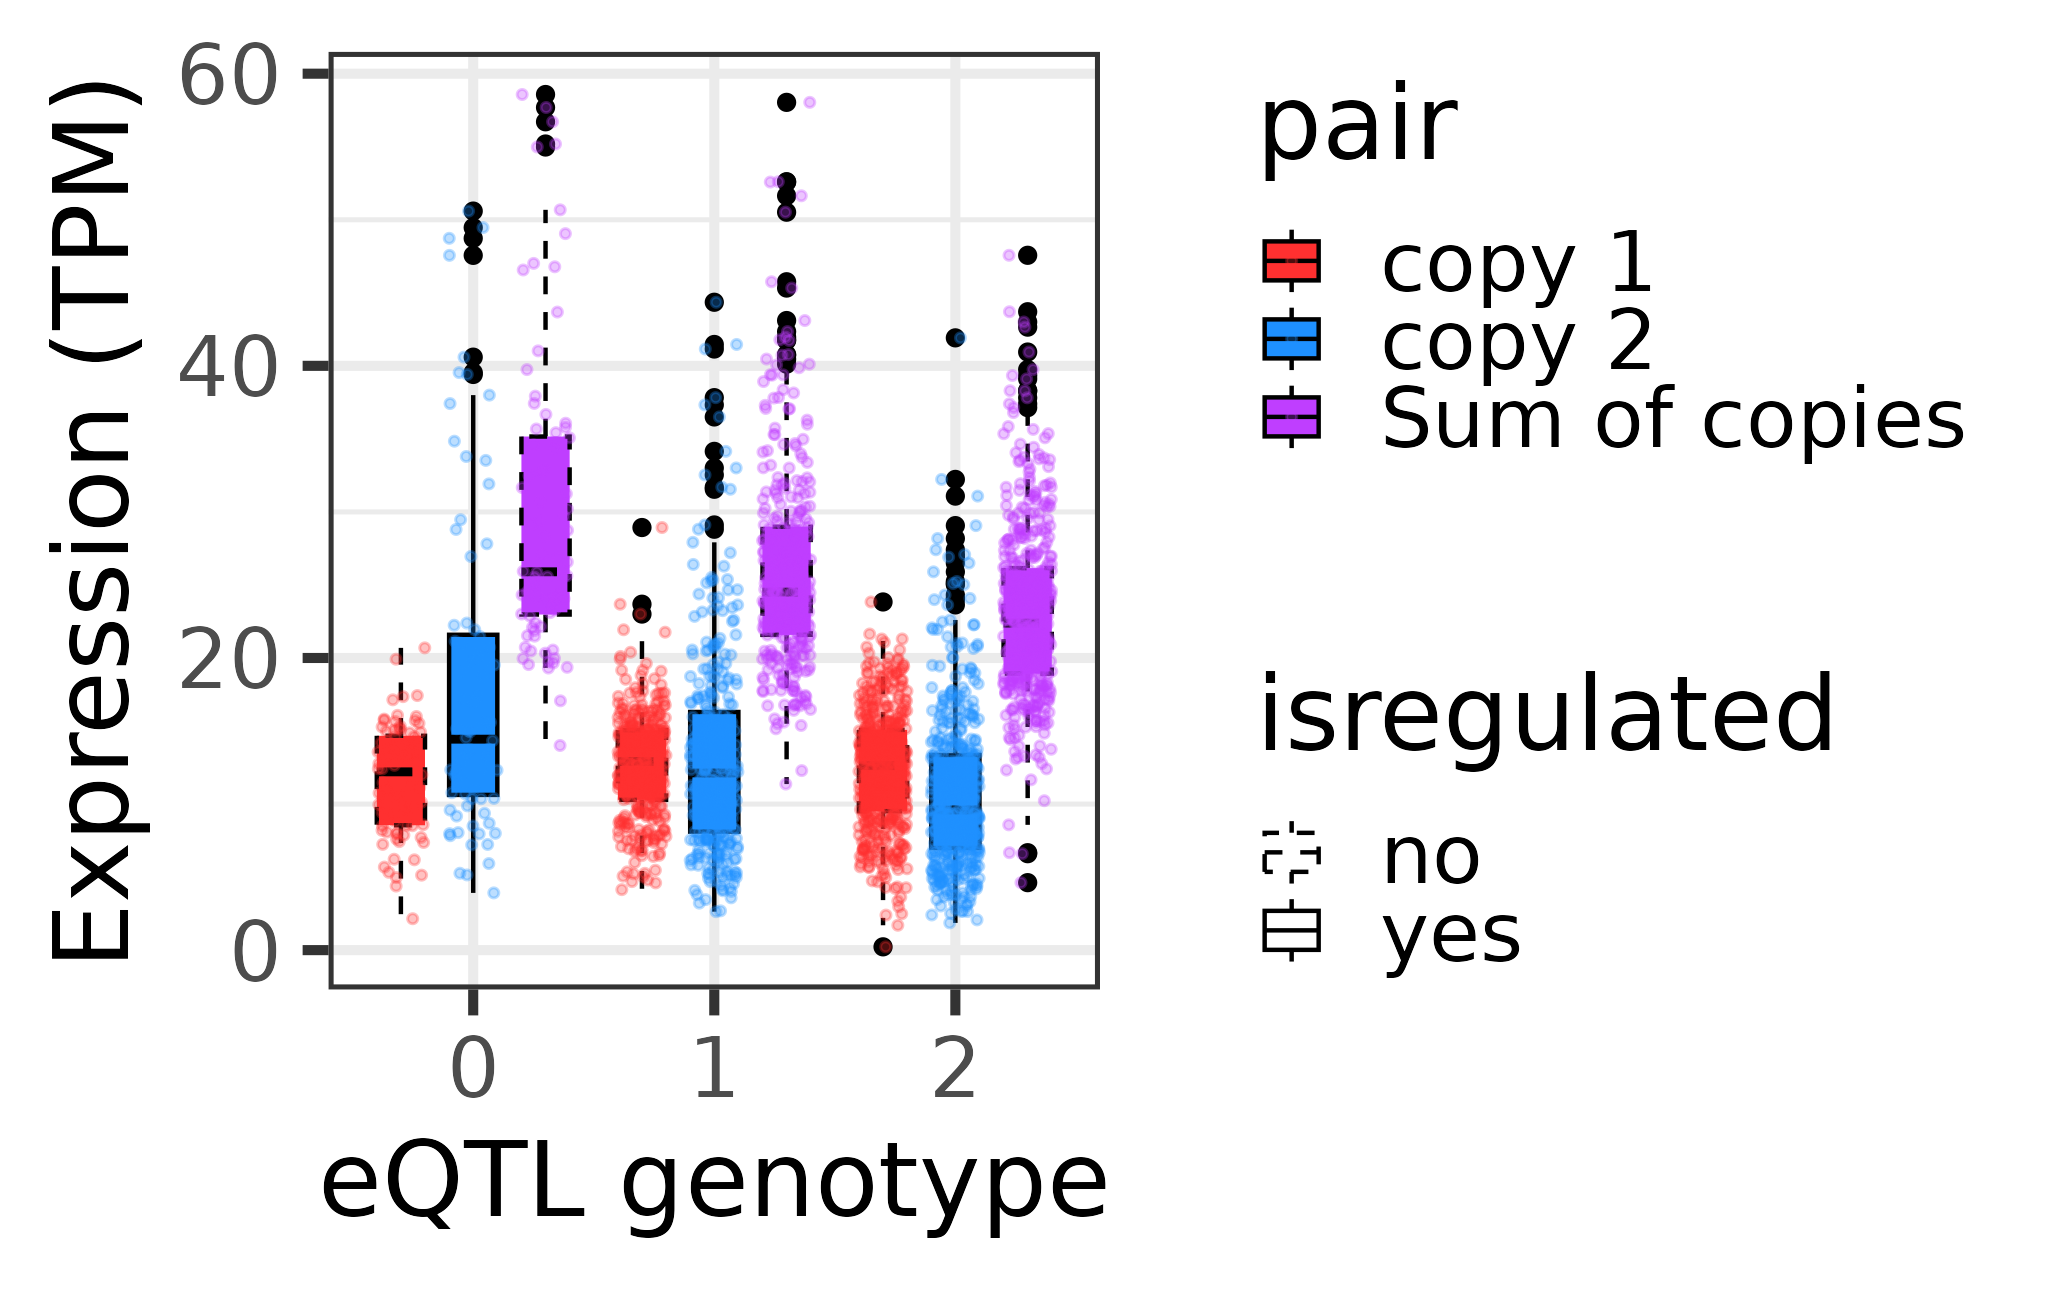 Expression (TPM)
60
40
20
0
0 1 2
eQTL genotype
pair
copy 1
copy 2
Sum of copies
isregulated
no
yes